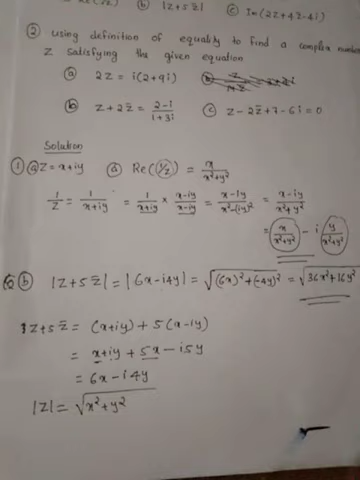 Re(1/z) (b) |z+5z̄| (c) Im(2z+4z̄-4i)
(2) using definition of equality to find a complex number
z satisfying the given equation
(a) 2z = i(2+9i)
(b) z+2z̄ = (2-i)/(1+3i) (c) z-2z̄+7-6i=0
Solution
(1) (a) z=x+iy (a) Re(1/z) = x/(x²+y²)
1/z = 1/(x+iy) = 1/(x+iy) × (x-iy)/(x-iy) = (x-iy)/(x²-(iy)²) = (x-iy)/(x²+y²)
= x/(x²+y²) - i y/(x²+y²)
(b) |z+5z̄| = |6x-i4y| = √((6x)²+(-4y)²) = √(36x²+16y²)
z+5z̄ = (x+iy)+5(x-iy)
= x+iy+5x-i5y
= 6x-i4y
|z| = √(x²+y²)